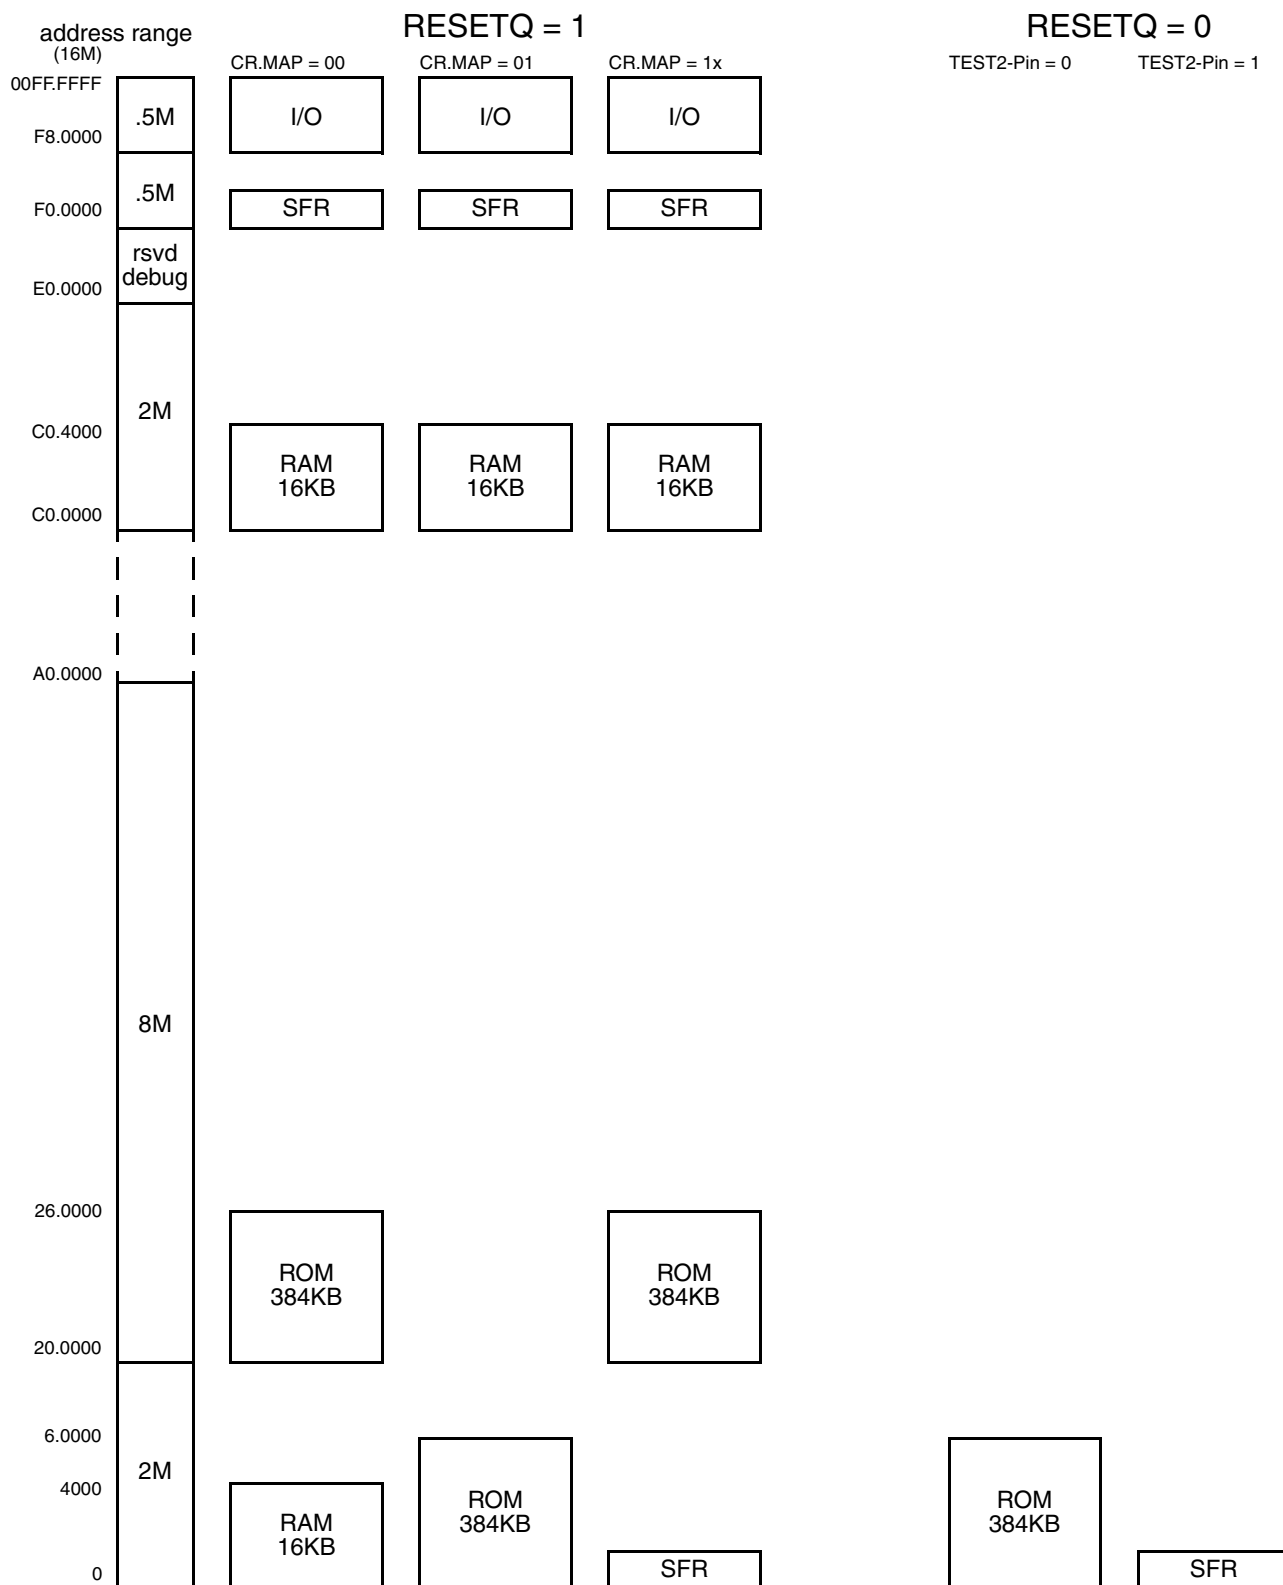 address range
(16M)
RESETQ = 1
RESETQ = 0
CR.MAP = 00
CR.MAP = 01
CR.MAP = 1x
TEST2-Pin = 0
TEST2-Pin = 1
00FF.FFFF
.5M
I/O
I/O
I/O
F8.0000
.5M
SFR
SFR
SFR
F0.0000
rsvd
debug
E0.0000
2M
C0.4000
RAM
16KB
RAM
16KB
RAM
16KB
C0.0000
A0.0000
8M
26.0000
ROM
384KB
ROM
384KB
20.0000
6.0000
2M
4000
RAM
16KB
ROM
384KB
SFR
ROM
384KB
SFR
0